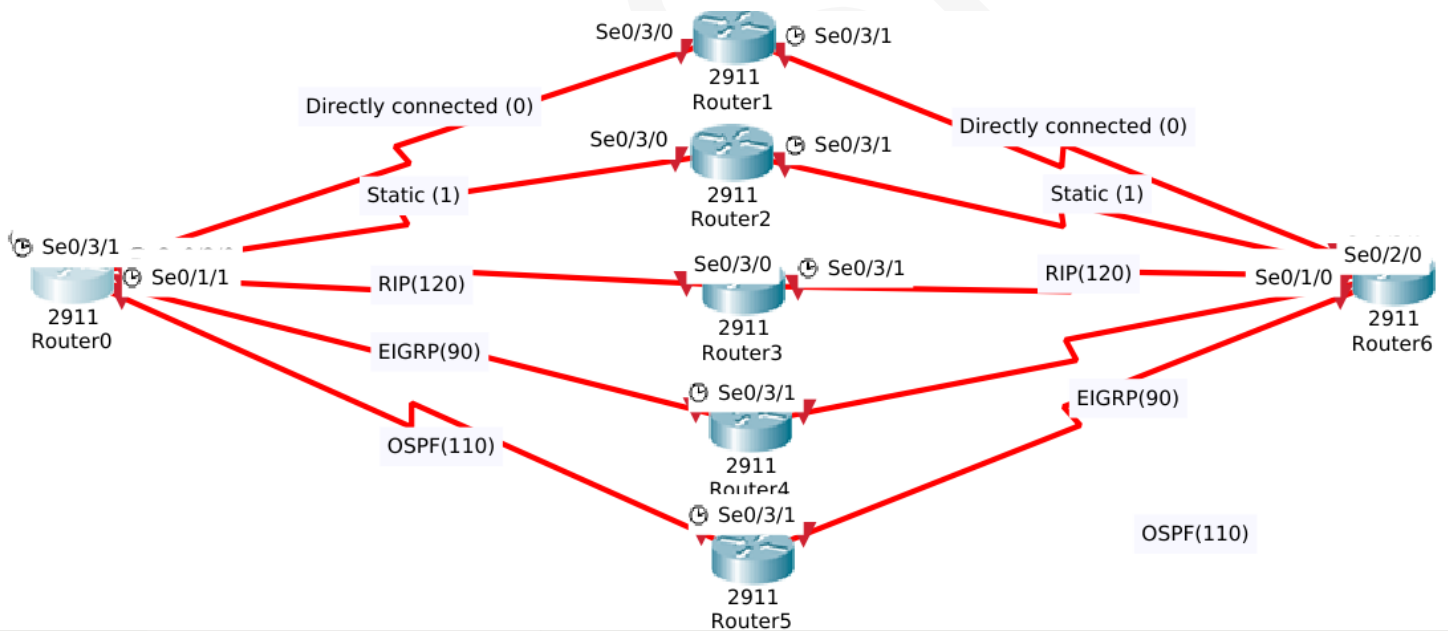 Se0/3/0
Se0/3/1
2911
Router1
Directly connected (0)
Directly connected (0)
Se0/3/0
Se0/3/1
2911
Router2
Static (1)
Static (1)
Se0/3/1
Se0/1/1
2911
Router0
RIP(120)
Se0/3/0
Se0/3/1
2911
Router3
RIP(120)
Se0/2/0
Se0/1/0
2911
Router6
EIGRP(90)
Se0/3/1
2911
Router4
EIGRP(90)
OSPF(110)
Se0/3/1
2911
Router5
OSPF(110)